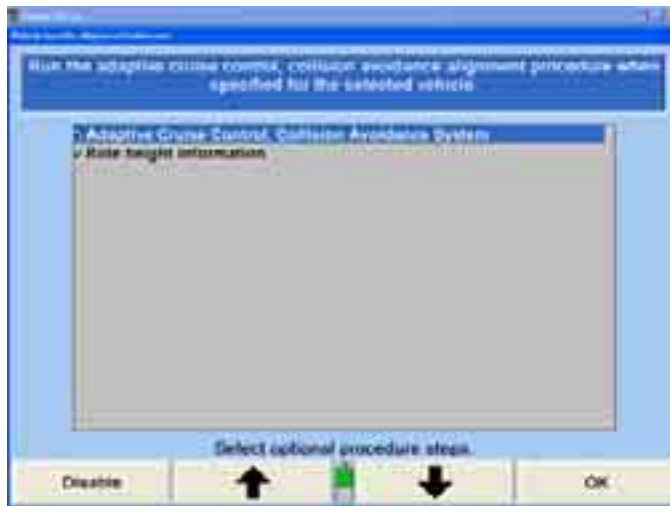 Run the adaptive cruise control, collision avoidance alignment procedure when
specified for the selected vehicle.
Adaptive Cruise Control, Collision Avoidance System
Ride height information
Select optional procedure steps.
Disable
OK